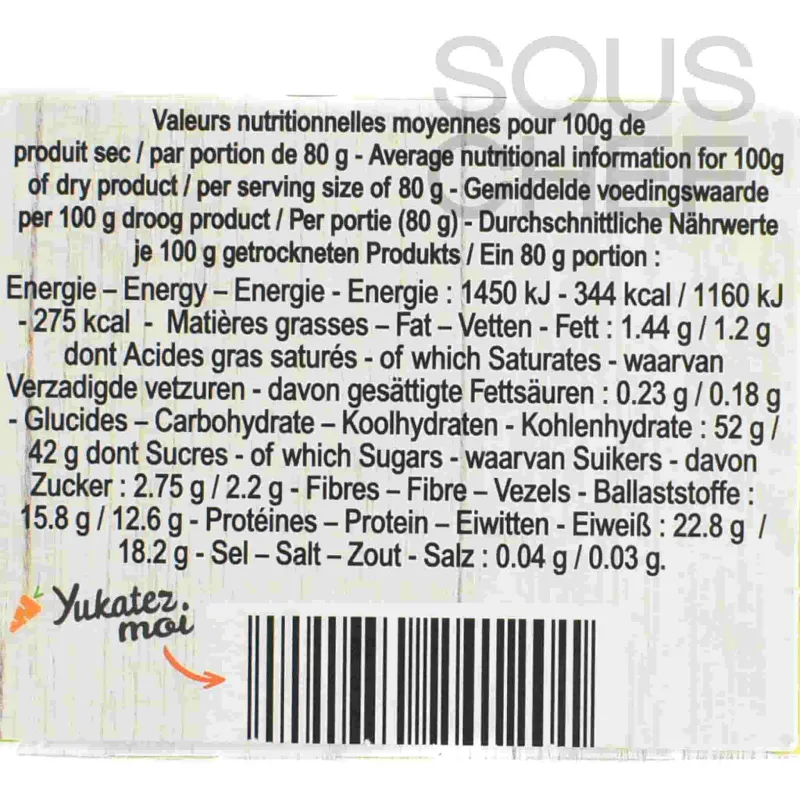 SOUS
CHEF
Valeurs nutritionnelles moyennes pour 100g de
produit sec / par portion de 80 g - Average nutritional information for 100g
of dry product / per serving size of 80 g - Gemiddelde voedingswaarde
per 100 g droog product / Per portie (80 g) - Durchschnittliche Nährwerte
je 100 g getrockneten Produkts / Ein 80 g portion :
Energie – Energy – Energie - Energie : 1450 kJ - 344 kcal / 1160 kJ
- 275 kcal - Matières grasses – Fat – Vetten - Fett : 1.44 g / 1.2 g
dont Acides gras saturés - of which Saturates - waarvan
Verzadigde vetzuren - davon gesättigte Fettsäuren : 0.23 g / 0.18 g
- Glucides – Carbohydrate – Koolhydraten - Kohlenhydrate : 52 g /
42 g dont Sucres - of which Sugars - waarvan Suikers - davon
Zucker : 2.75 g / 2.2 g - Fibres – Fibre – Vezels - Ballaststoffe :
15.8 g / 12.6 g - Protéines – Protein – Eiwitten - Eiweiß : 22.8 g /
18.2 g - Sel – Salt – Zout - Salz : 0.04 g / 0.03 g.
Yukatez.
moi